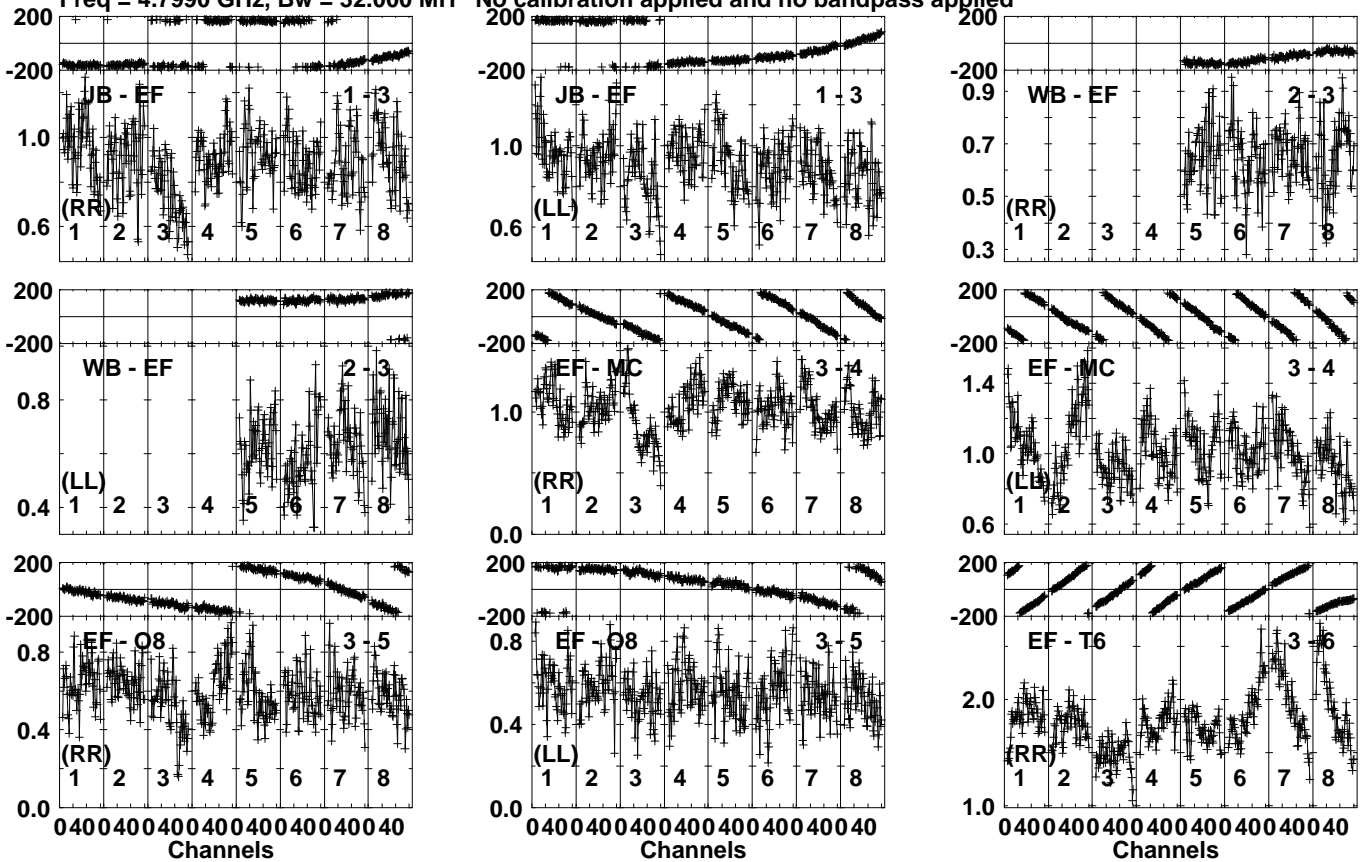 Freq = 4.7990 GHz, Bw = 32.000 MH No calibration applied and no bandpass applied
200
-200
JB - EF 1 - 3
1.0
0.6
(RR)
1 2 3 4 5 6 7 8
200
-200
JB - EF 1 - 3
1.0
0.6
(LL)
1 2 3 4 5 6 7 8
200
-200
0.9
WB - EF 2 - 3
0.7
0.5
0.3
(RR)
1 2 3 4 5 6 7 8
200
-200
WB - EF 2 - 3
0.8
0.4
(LL)
1 2 3 4 5 6 7 8
200
-200
EF - MC 3 - 4
1.0
0.0
(RR)
1 2 3 4 5 6 7 8
200
-200
EF - MC 3 - 4
1.4
1.0
0.6
(LL)
1 2 3 4 5 6 7 8
200
-200
EF - O8 3 - 5
0.8
0.4
0.0
(RR)
1 2 3 4 5 6 7 8
0 40 0 40 0 40 0 40 0 40 0 40 0 40 0 40
Channels
200
-200
EF - O8 3 - 5
0.8
0.4
0.0
(LL)
1 2 3 4 5 6 7 8
0 40 0 40 0 40 0 40 0 40 0 40 0 40 0 40
Channels
200
-200
EF - T6 3 - 6
2.0
1.0
(RR)
1 2 3 4 5 6 7 8
0 40 0 40 0 40 0 40 0 40 0 40 0 40 0 40
Channels